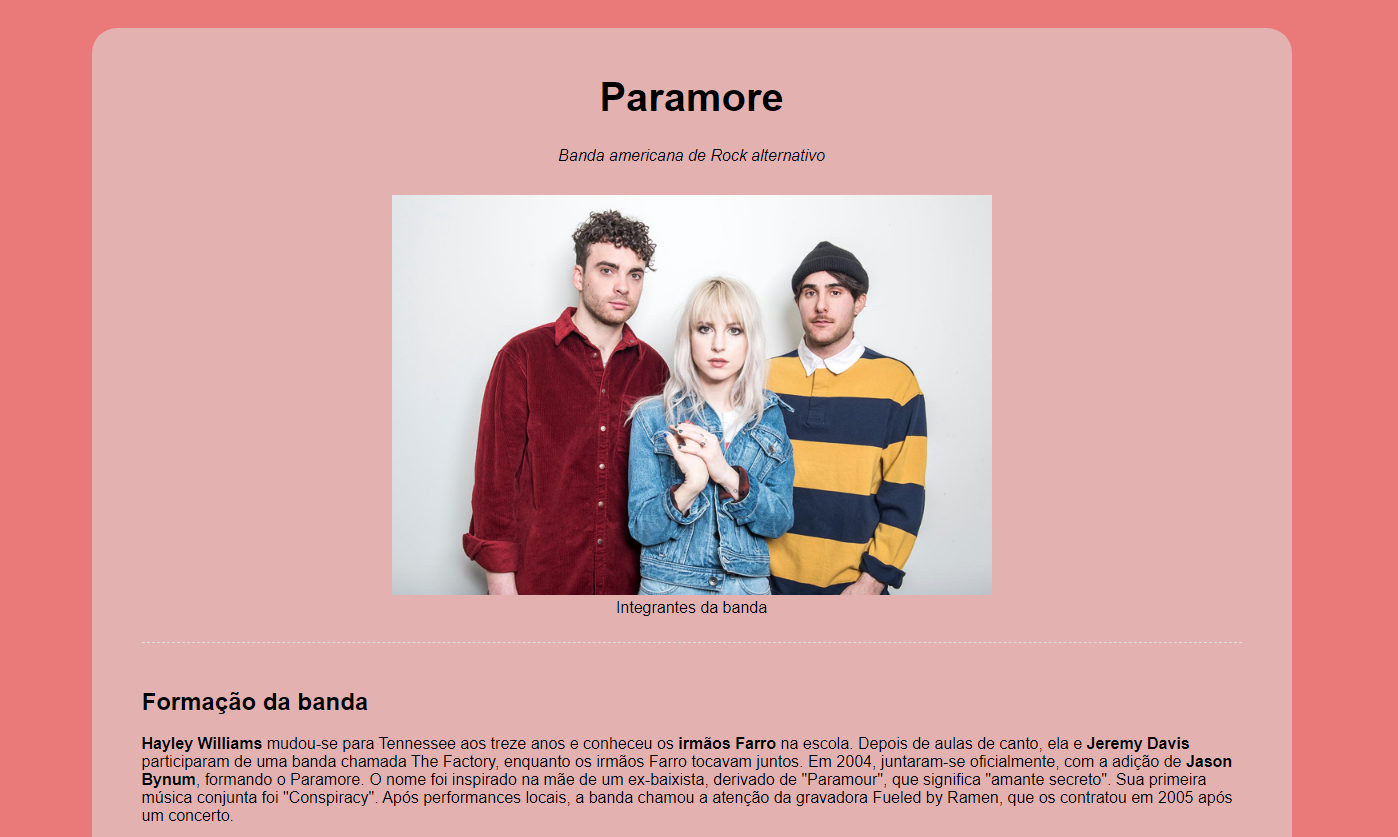 Paramore
Banda americana de Rock alternativo
Integrantes da banda
Formação da banda
Hayley Williams mudou-se para Tennessee aos treze anos e conheceu os irmãos Farro na escola. Depois de aulas de canto, ela e Jeremy Davis
participaram de uma banda chamada The Factory, enquanto os irmãos Farro tocavam juntos. Em 2004, juntaram-se oficialmente, com a adição de Jason
Bynum, formando o Paramore. O nome foi inspirado na mãe de um ex-baixista, derivado de "Paramour", que significa "amante secreto". Sua primeira
música conjunta foi "Conspiracy". Após performances locais, a banda chamou a atenção da gravadora Fueled by Ramen, que os contratou em 2005 após
um concerto.